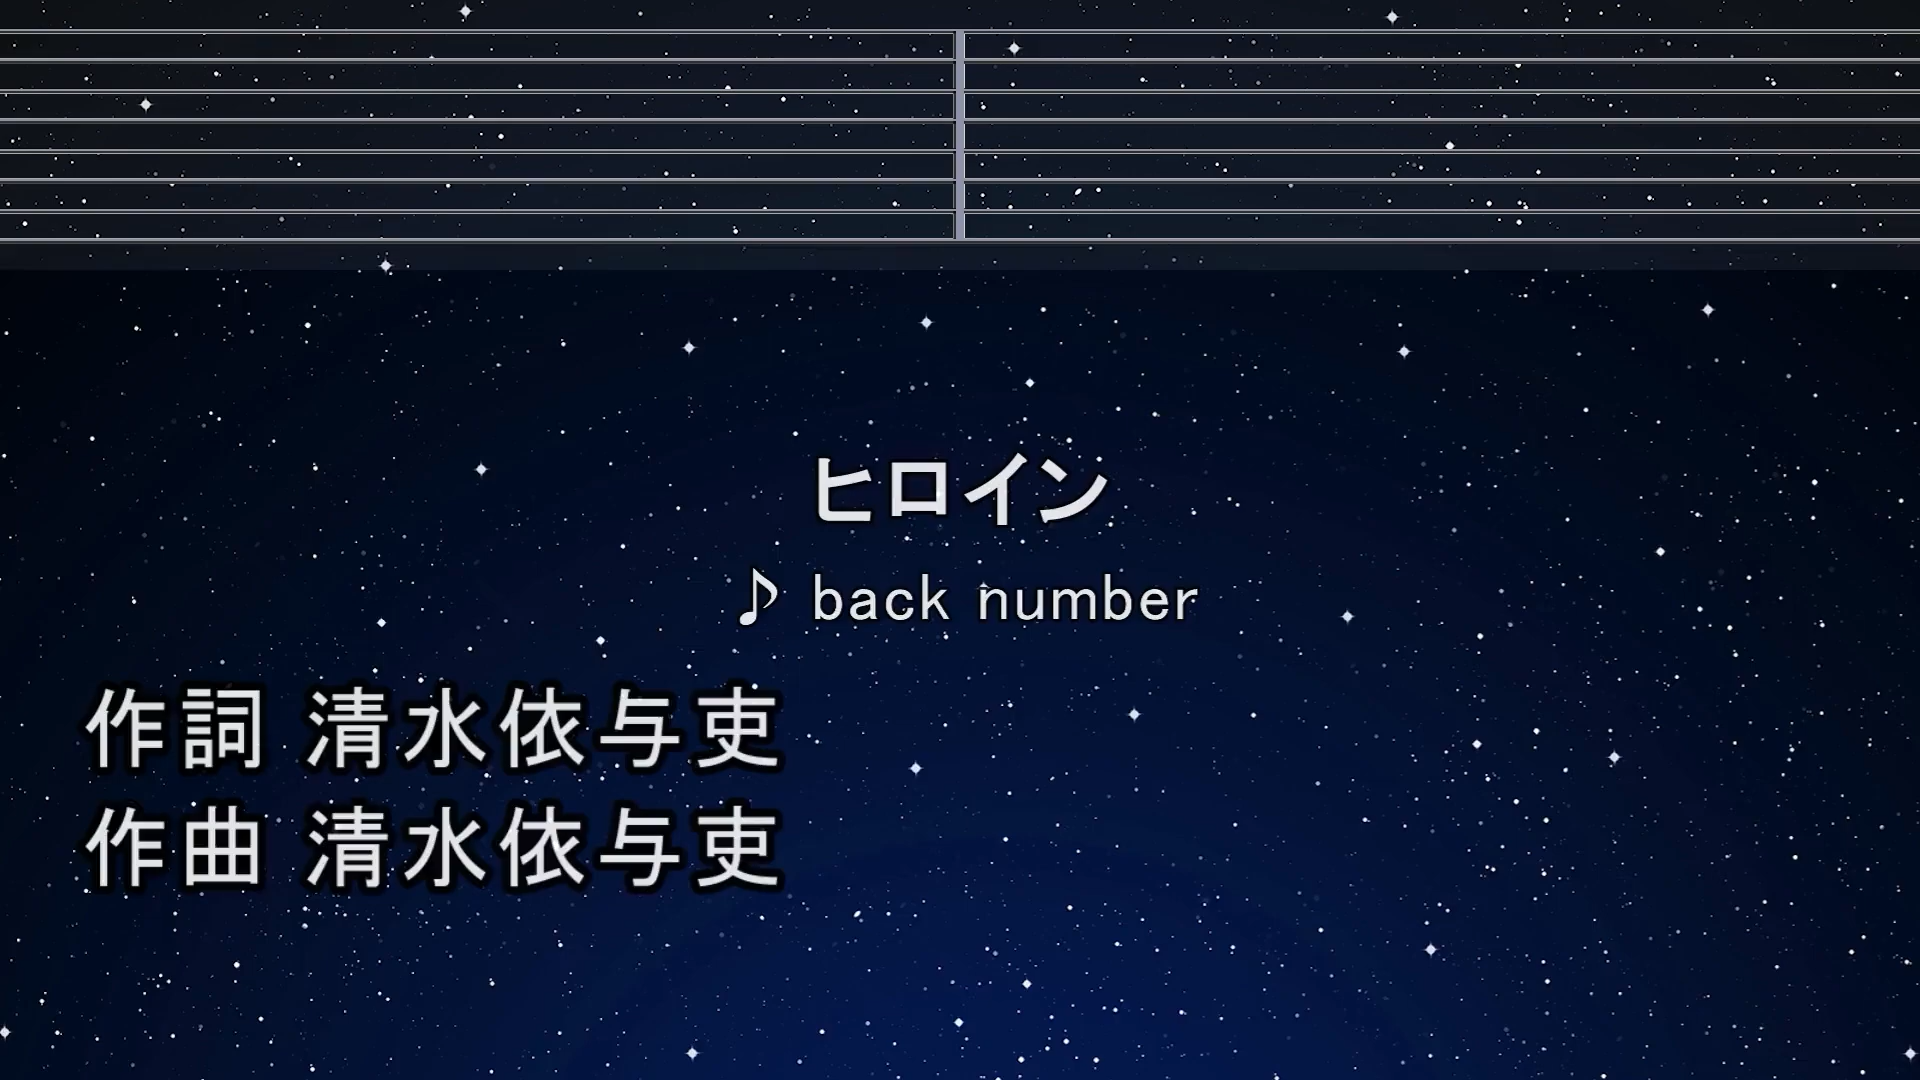 ヒロイン
♪ back number
作詞 清水依与吏
作曲 清水依与吏